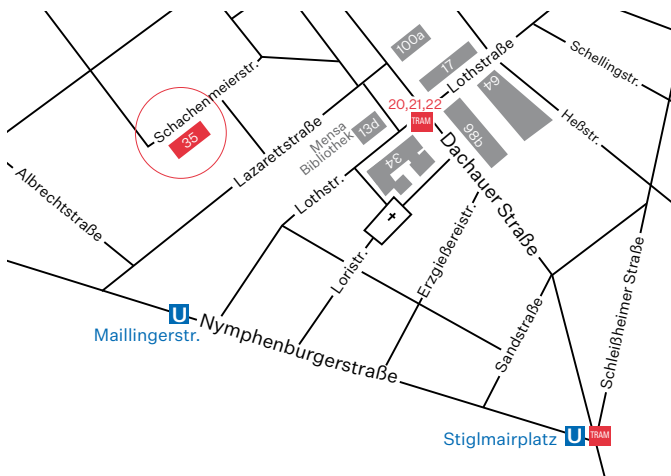 100a
17
Lothstraße
Schellingstr.
64
20,21,22
TRAM
Heßstr.
Schachenmeierstr.
35
Lazarettstraße
Mensa
Bibliothek
13d
34
98b
Dachauer Straße
Albrechtstraße
Lothstr.
Loristr.
Erzgießereistr.
Sandstraße
Schleißheimer Straße
U
Maillingerstr.
Nymphenburgerstraße
Stiglmairplatz
U
TRAM